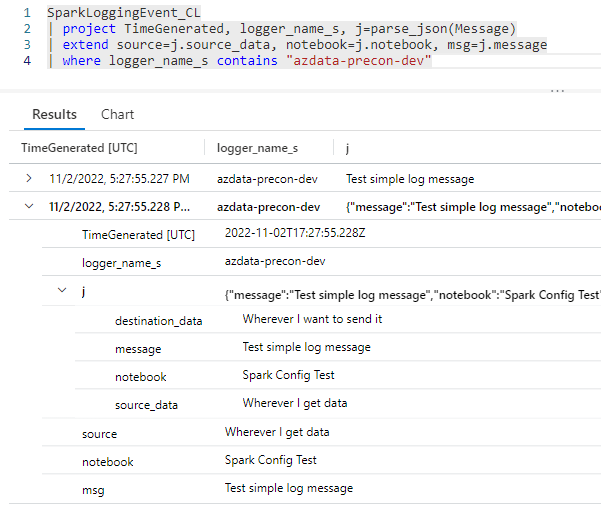 1 SparkLoggingEvent_CL
2 | project TimeGenerated, logger_name_s, j=parse_json(Message)
3 | extend source=j.source_data, notebook=j.notebook, msg=j.message
4 | where logger_name_s contains "azdata-precon-dev"
...
Results Chart
TimeGenerated [UTC] logger_name_s j
11/2/2022, 5:27:55.227 PM azdata-precon-dev Test simple log message
11/2/2022, 5:27:55.228 P... azdata-precon-dev {"message":"Test simple log message","notebo
TimeGenerated [UTC] 2022-11-02T17:27:55.228Z
logger_name_s azdata-precon-dev
j {"message":"Test simple log message","notebook":"Spark Config Test"
destination_data Wherever I want to send it
message Test simple log message
notebook Spark Config Test
source_data Wherever I get data
source Wherever I get data
notebook Spark Config Test
msg Test simple log message